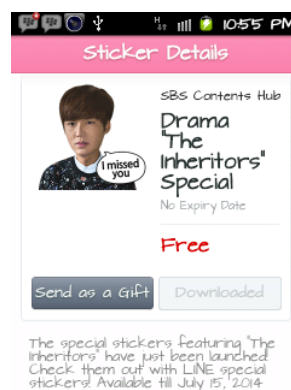 H 10:55 PM
Sticker Details
SBS Contents Hub
Drama
"The
Inheritors"
Special
No Expiry Date
I missed
you
Free
Send as a Gift
Downloaded
The special stickers featuring "The
Inheritors" have just been launched!
Check them out with LINE special
stickers! Available till July 15, 2014